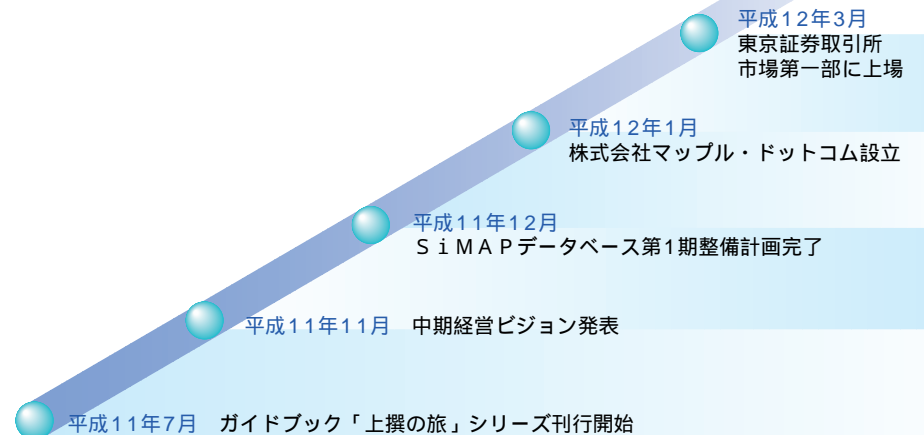 平成12年3月
東京証券取引所
市場第一部に上場
平成12年1月
株式会社マップル・ドットコム設立
平成11年12月
SiMAPデータベース第1期整備計画完了
平成11年11月 中期経営ビジョン発表
平成11年7月 ガイドブック「上撰の旅」シリーズ刊行開始